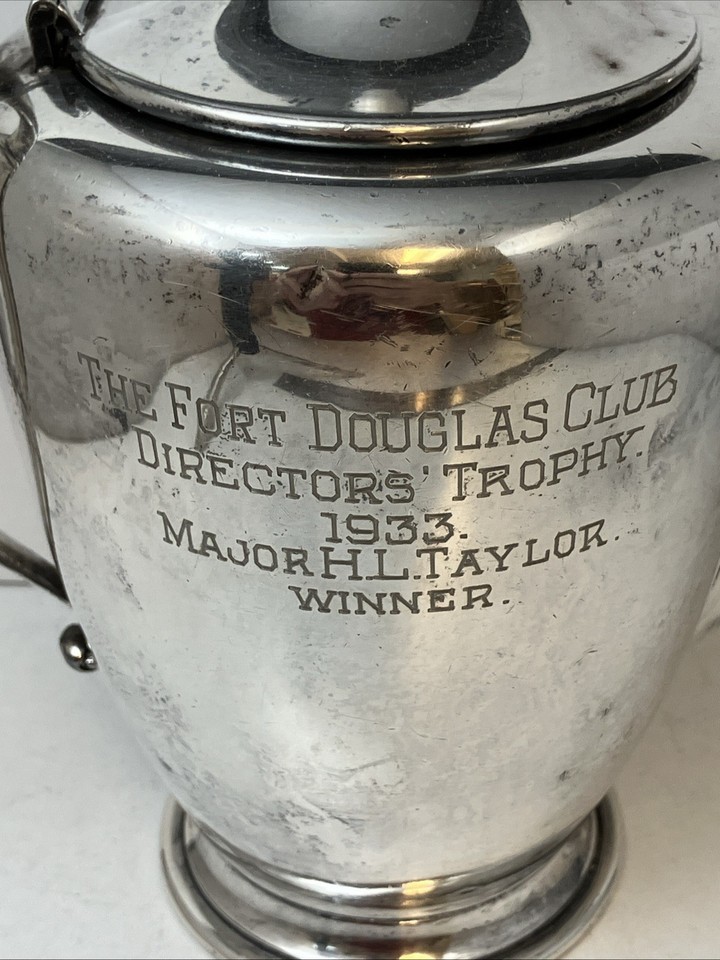 THE FORT DOUGLAS CLUB
DIRECTORS' TROPHY.
1933.
MAJOR H.L. TAYLOR.
WINNER.